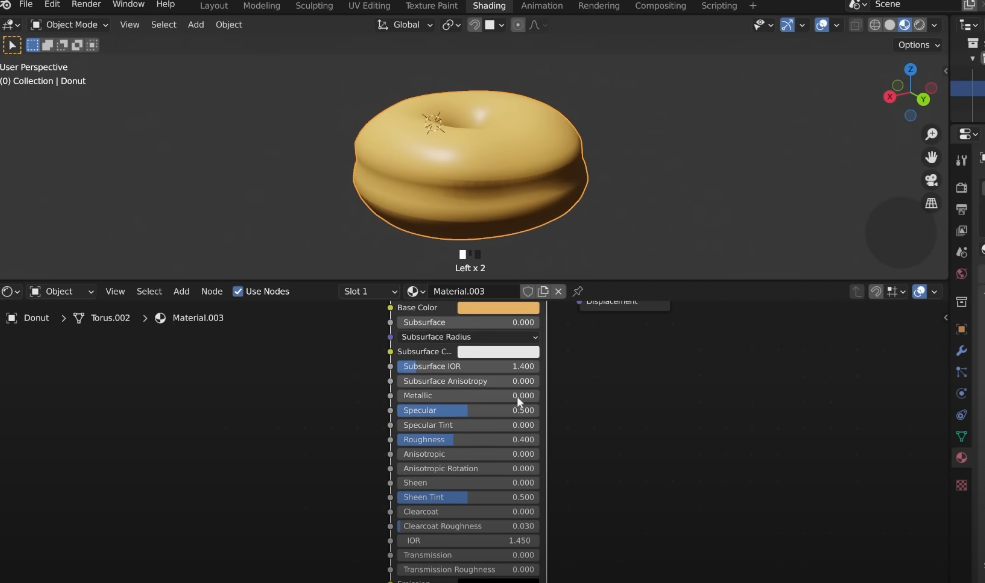 File Edit Render Window Help Layout Modeling Sculpting UV Editing Texture Paint Shading Animation Rendering Compositing Scripting + Scene
Object Mode View Select Add Object Global
Options
User Perspective
(0) Collection | Donut
Z
X
Y
Left x 2
Object View Select Add Node Use Nodes Slot 1 Material.003
Displacement
Donut > Torus.002 > Material.003
Base Color
Subsurface 0.000
Subsurface Radius
Subsurface C...
Subsurface IOR 1.400
Subsurface Anisotropy 0.000
Metallic 0.000
Specular 0.500
Specular Tint 0.000
Roughness 0.400
Anisotropic 0.000
Anisotropic Rotation 0.000
Sheen 0.000
Sheen Tint 0.500
Clearcoat 0.000
Clearcoat Roughness 0.030
IOR 1.450
Transmission 0.000
Transmission Roughness 0.000